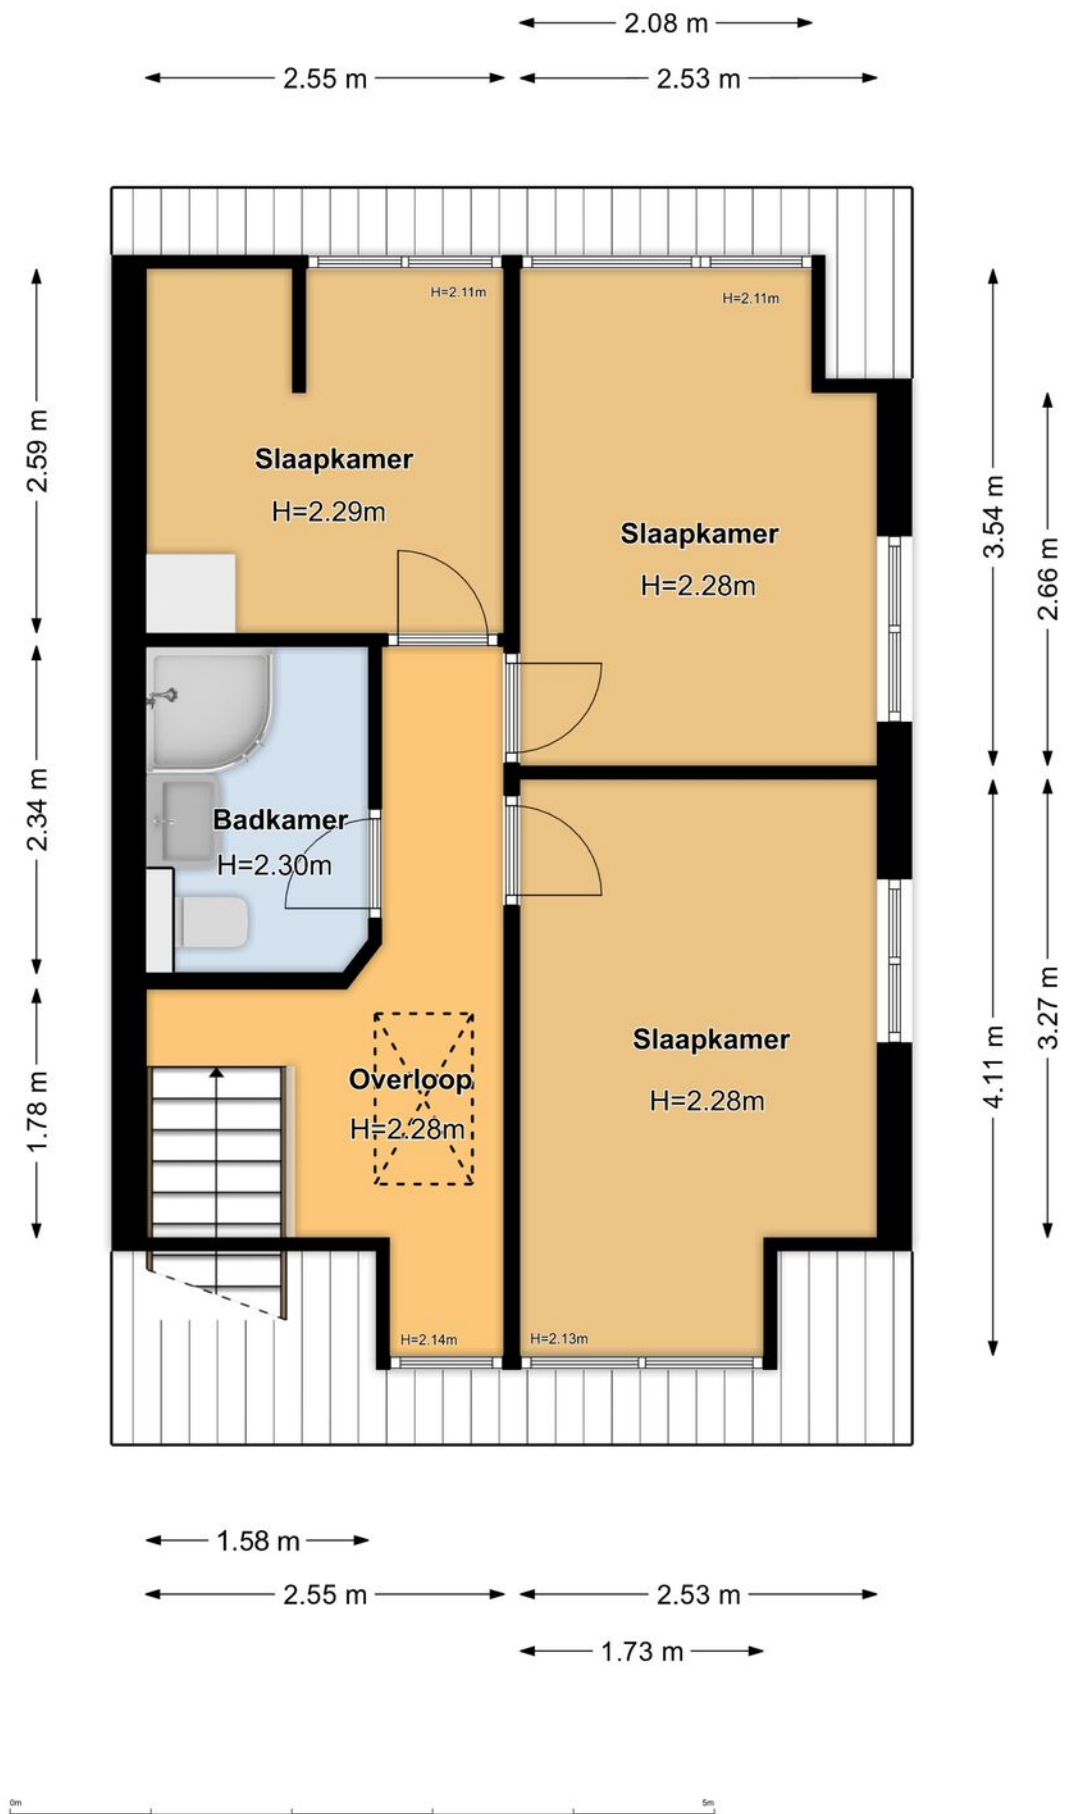 2.08 m
2.55 m
2.53 m
H=2.11m
H=2.11m
2.59 m
Slaapkamer
H=2.29m
Slaapkamer
H=2.28m
3.54 m
2.66 m
2.34 m
Badkamer
H=2.30m
Slaapkamer
H=2.28m
4.11 m
3.27 m
1.78 m
Overloop
H=2.28m
H=2.14m
H=2.13m
1.58 m
2.55 m
2.53 m
1.73 m
0m
5m